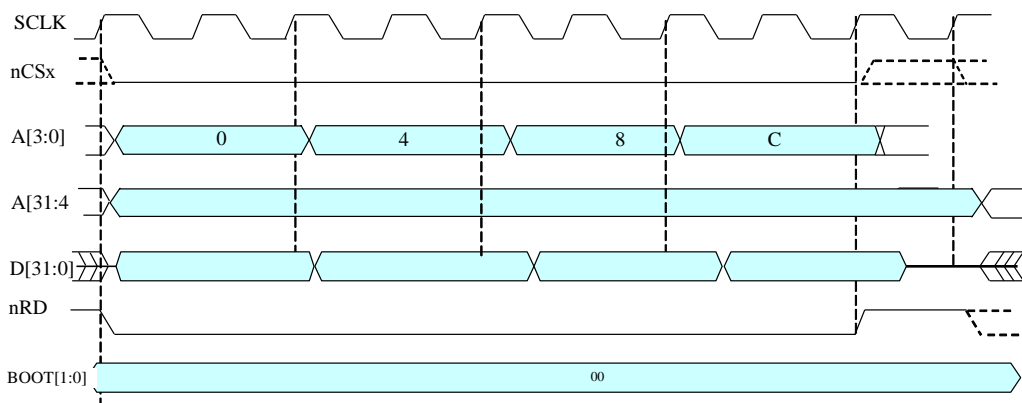 SCLK
nCSx
A[3:0] 0 4 8 C
A[31:4
D[31:0]
nRD
BOOT[1:0] 00